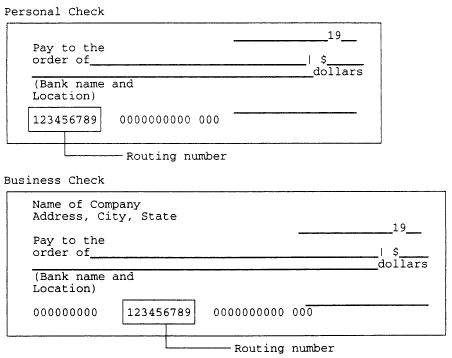 Personal Check
19
Pay to the
order of | $
dollars
(Bank name and
Location)
123456789 0000000000 000
Routing number
Business Check
Name of Company
Address, City, State
19
Pay to the
order of | $
dollars
(Bank name and
Location)
000000000 123456789 0000000000 000
Routing number